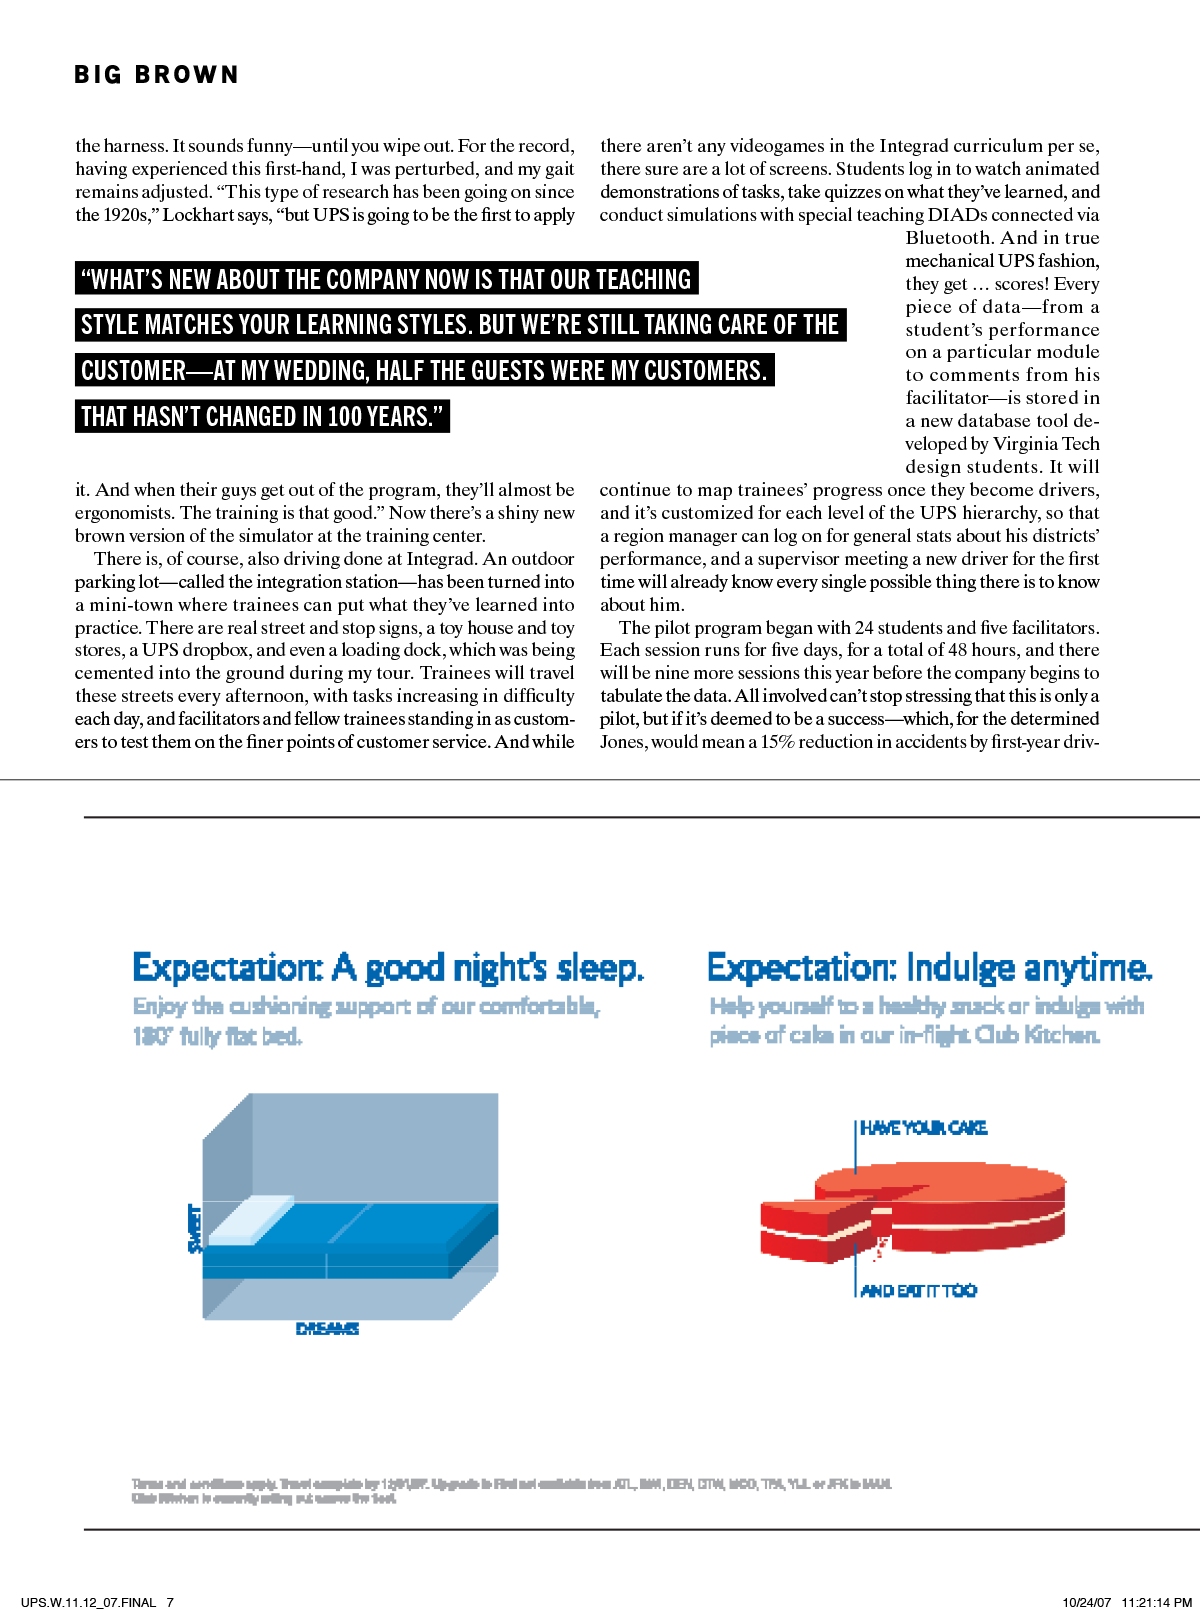 BIG BROWN
the harness. It sounds funny—until you wipe out. For the record,
having experienced this first-hand, I was perturbed, and my gait
remains adjusted. “This type of research has been going on since
the 1920s,” Lockhart says, “but UPS is going to be the first to apply
“WHAT’S NEW ABOUT THE COMPANY NOW IS THAT OUR TEACHING
STYLE MATCHES YOUR LEARNING STYLES. BUT WE’RE STILL TAKING CARE OF THE
CUSTOMER—AT MY WEDDING, HALF THE GUESTS WERE MY CUSTOMERS.
THAT HASN’T CHANGED IN 100 YEARS.”
it. And when their guys get out of the program, they’ll almost be
ergonomists. The training is that good.” Now there’s a shiny new
brown version of the simulator at the training center.
There is, of course, also driving done at Integrad. An outdoor
parking lot—called the integration station—has been turned into
a mini-town where trainees can put what they’ve learned into
practice. There are real street and stop signs, a toy house and toy
stores, a UPS dropbox, and even a loading dock, which was being
cemented into the ground during my tour. Trainees will travel
these streets every afternoon, with tasks increasing in difficulty
each day, and facilitators and fellow trainees standing in as custom-
ers to test them on the finer points of customer service. And while
there aren’t any videogames in the Integrad curriculum per se,
there sure are a lot of screens. Students log in to watch animated
demonstrations of tasks, take quizzes on what they’ve learned, and
conduct simulations with special teaching DIADs connected via
Bluetooth. And in true
mechanical UPS fashion,
they get … scores! Every
piece of data—from a
student’s performance
on a particular module
to comments from his
facilitator—is stored in
a new database tool de-
veloped by Virginia Tech
design students. It will
continue to map trainees’ progress once they become drivers,
and it’s customized for each level of the UPS hierarchy, so that
a region manager can log on for general stats about his districts’
performance, and a supervisor meeting a new driver for the first
time will already know every single possible thing there is to know
about him.
The pilot program began with 24 students and five facilitators.
Each session runs for five days, for a total of 48 hours, and there
will be nine more sessions this year before the company begins to
tabulate the data. All involved can’t stop stressing that this is only a
pilot, but if it’s deemed to be a success—which, for the determined
Jones, would mean a 15% reduction in accidents by first-year driv-
Expectation: A good night’s sleep.
Enjoy the cushioning support of our comfortable,
180° fully flat bed.
SWEET
DREAMS
Expectation: Indulge anytime.
Help yourself to a healthy snack or indulge with
piece of cake in our in-flight Club Kitchen.
HAVE YOUR CAKE
AND EAT IT TOO
Terms and conditions apply. Travel complete by
UPS.W.11.12_07.FINAL 7
10/24/07 11:21:14 PM